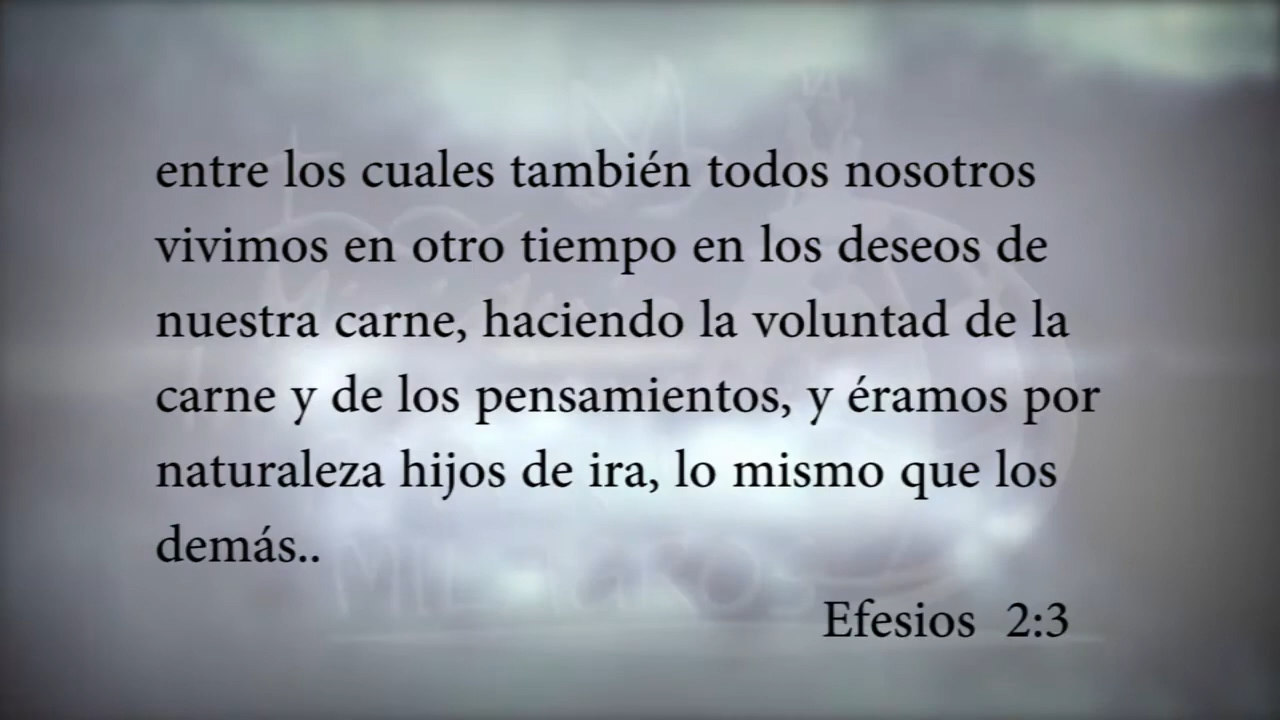 entre los cuales también todos nosotros
vivimos en otro tiempo en los deseos de
nuestra carne, haciendo la voluntad de la
carne y de los pensamientos, y éramos por
naturaleza hijos de ira, lo mismo que los
demás..
Efesios 2:3